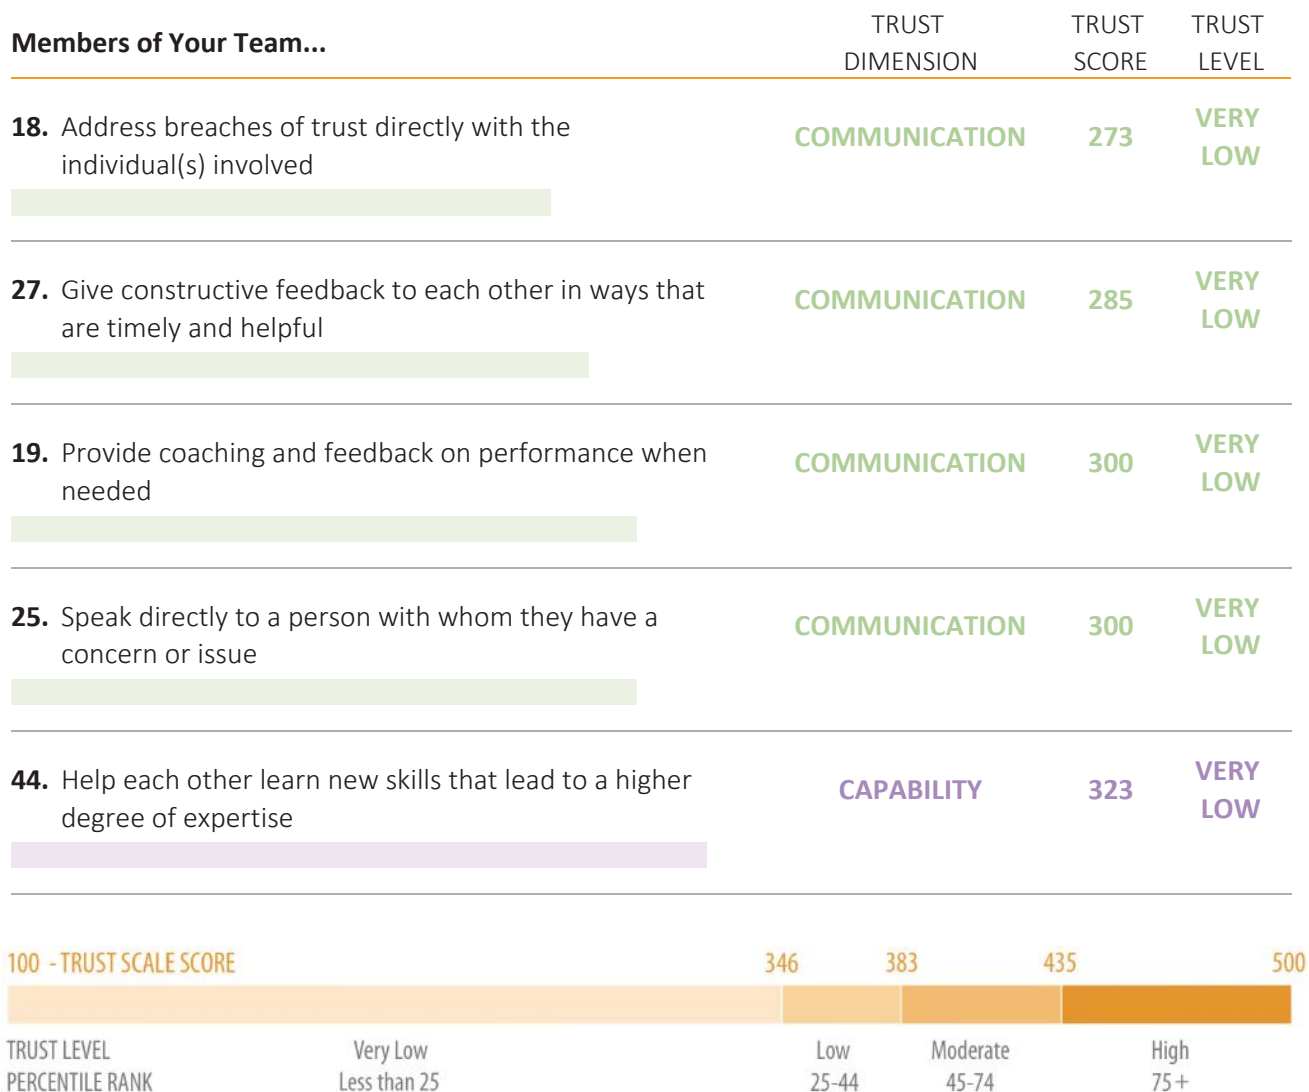 Members of Your Team...
TRUST DIMENSION
TRUST SCORE
TRUST LEVEL
18. Address breaches of trust directly with the
individual(s) involved
COMMUNICATION 273 VERY LOW
27. Give constructive feedback to each other in ways that
are timely and helpful
COMMUNICATION 285 VERY LOW
19. Provide coaching and feedback on performance when
needed
COMMUNICATION 300 VERY LOW
25. Speak directly to a person with whom they have a
concern or issue
COMMUNICATION 300 VERY LOW
44. Help each other learn new skills that lead to a higher
degree of expertise
CAPABILITY 323 VERY LOW
100 - TRUST SCALE SCORE 346 383 435 500
TRUST LEVEL Very Low Low Moderate High
PERCENTILE RANK Less than 25 25-44 45-74 75+